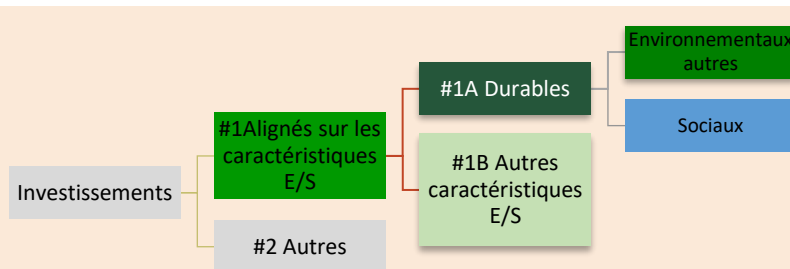 Investissements
#1Alignés sur les
caractéristiques
E/S
#2 Autres
#1A Durables
#1B Autres
caractéristiques
E/S
Environnementaux
autres
Sociaux